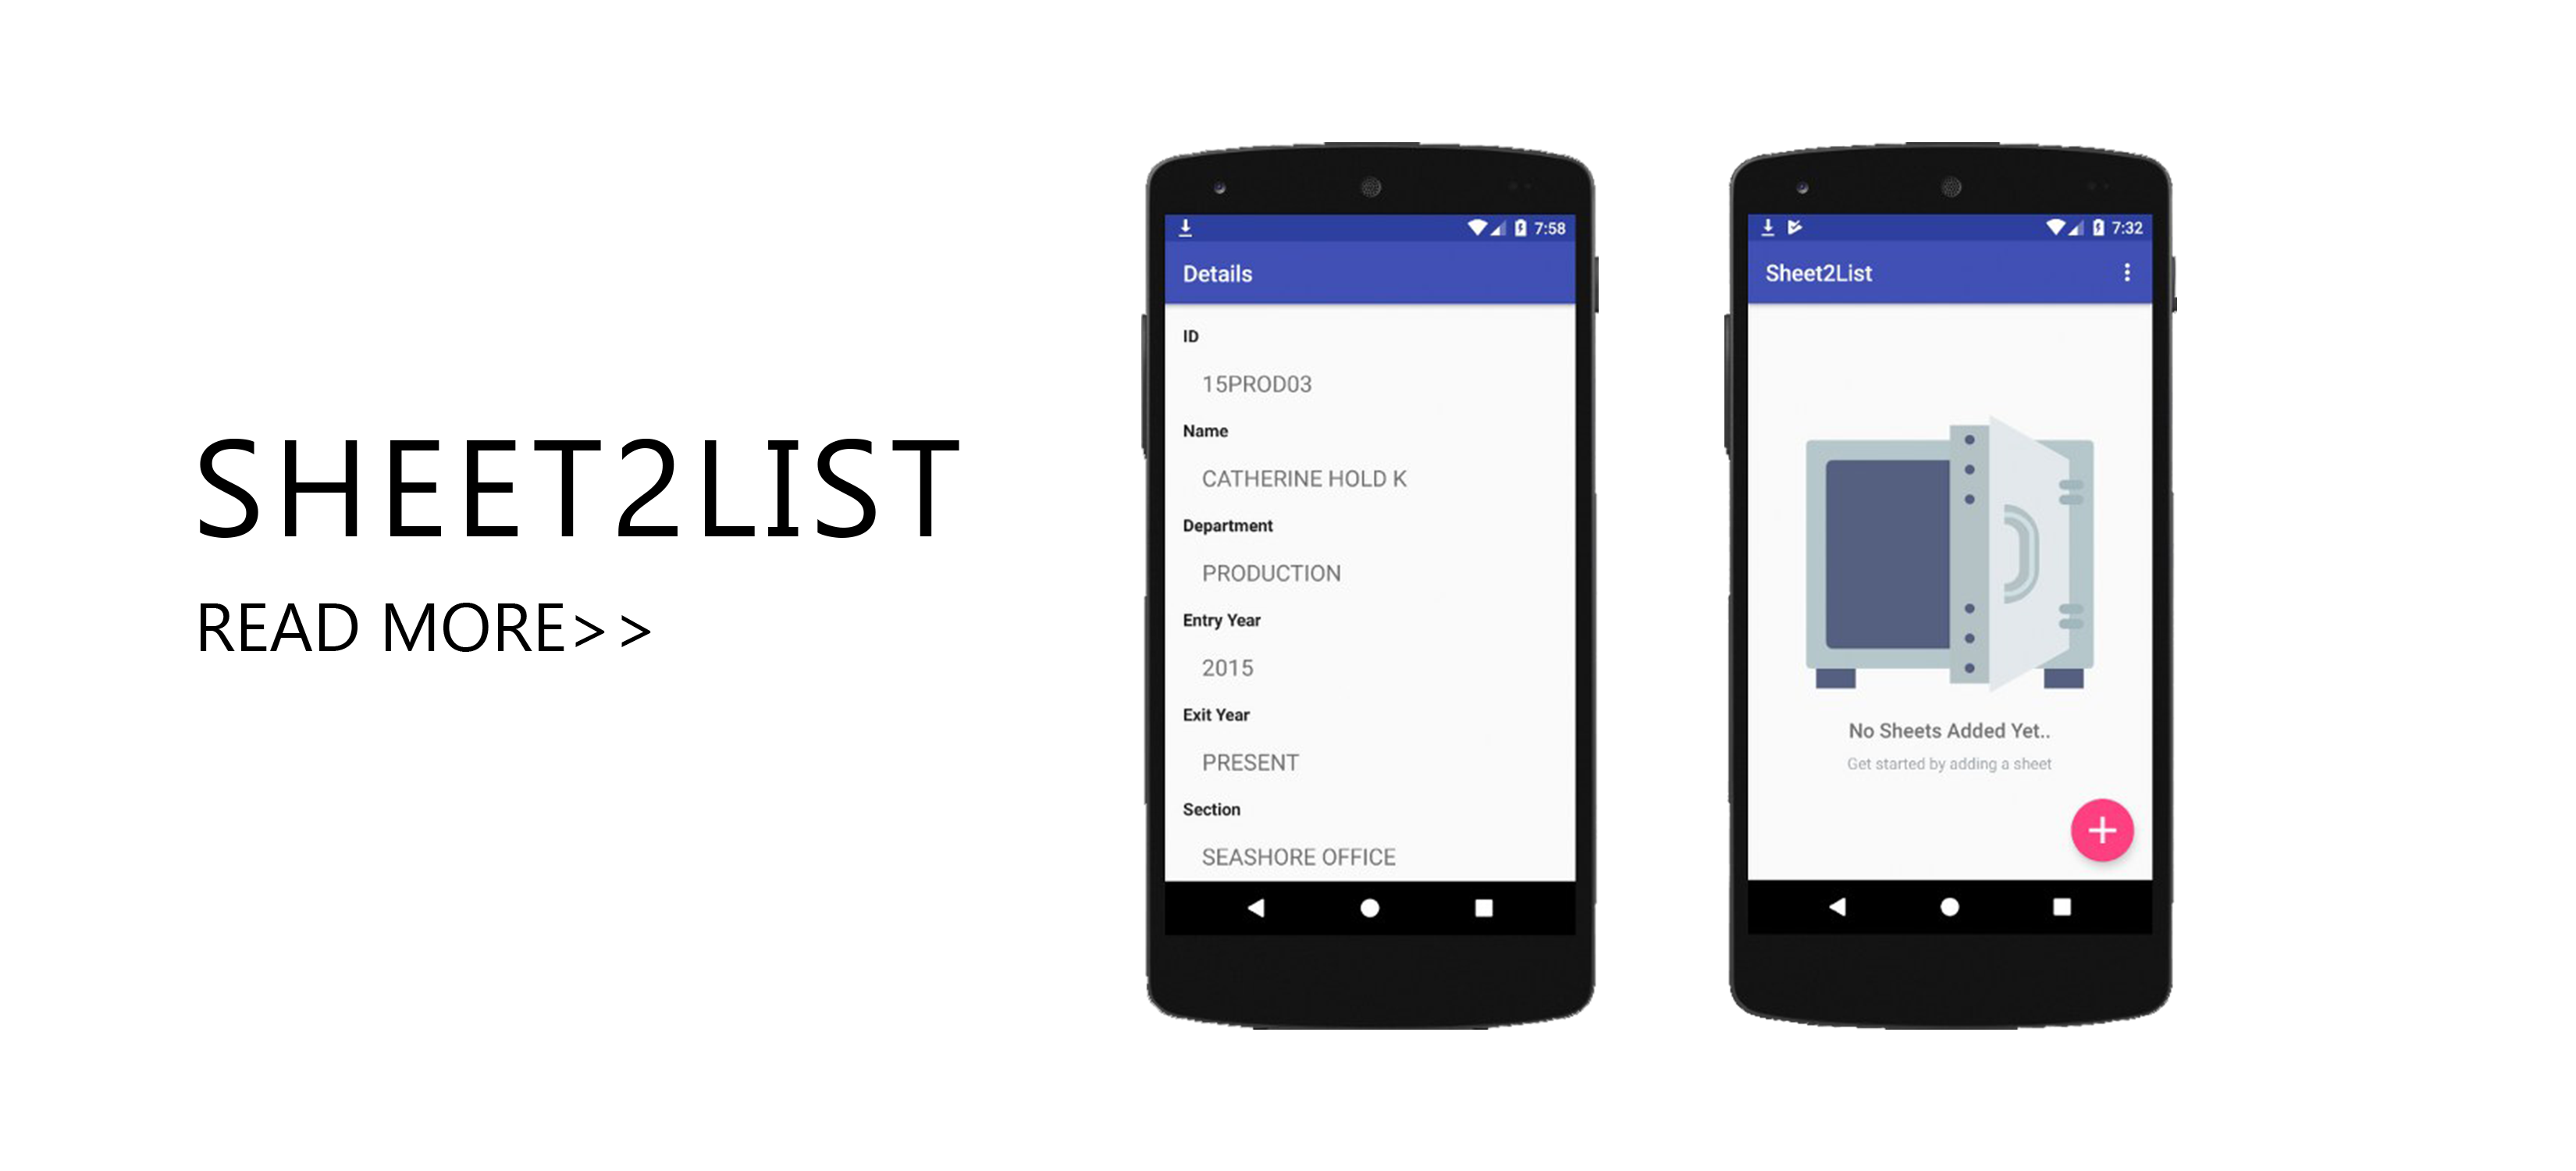 SHEET2LIST
READ MORE>>
7:58
Details
ID
15PROD03
Name
CATHERINE HOLD K
Department
PRODUCTION
Entry Year
2015
Exit Year
PRESENT
Section
SEASHORE OFFICE
7:32
Sheet2List
No Sheets Added Yet..
Get started by adding a sheet